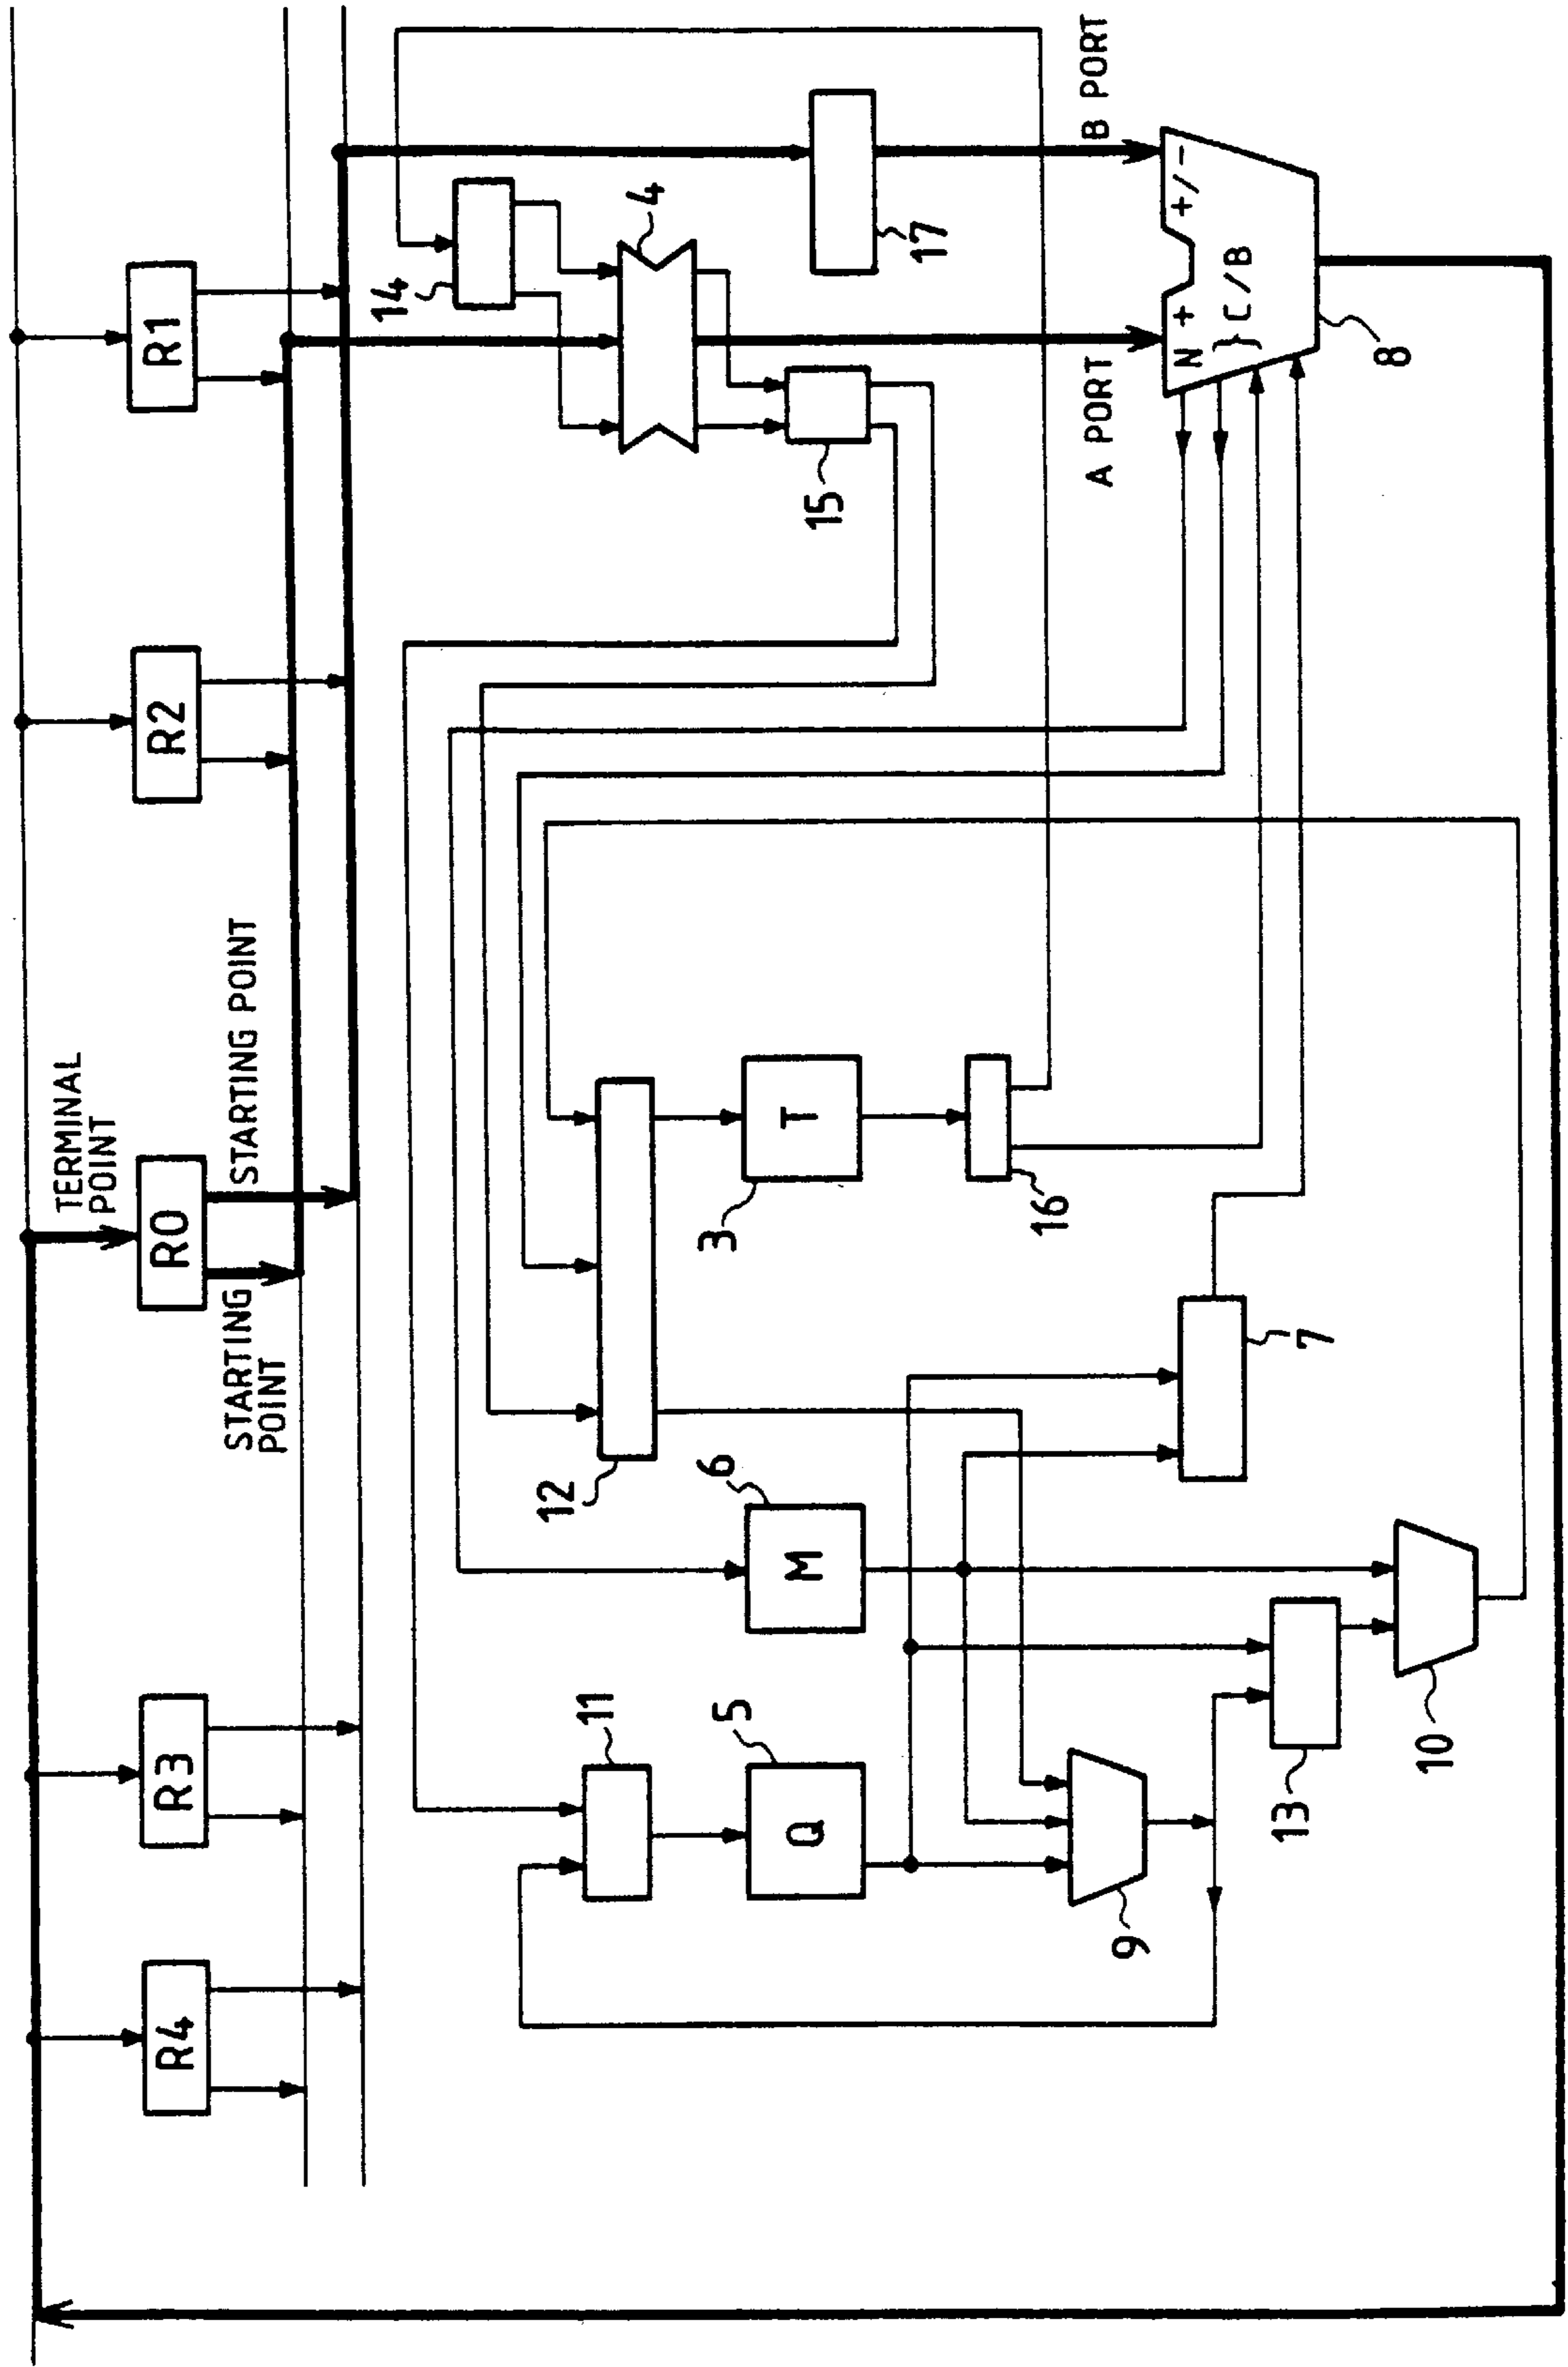 R4
R3
R0
R2
R1
TERMINAL
POINT
STARTING
POINT
STARTING POINT
14
4
17
15
11
12
5
Q
6
M
3
T
16
9
13
7
10
A PORT
B PORT
N + +/-
} C/B
8